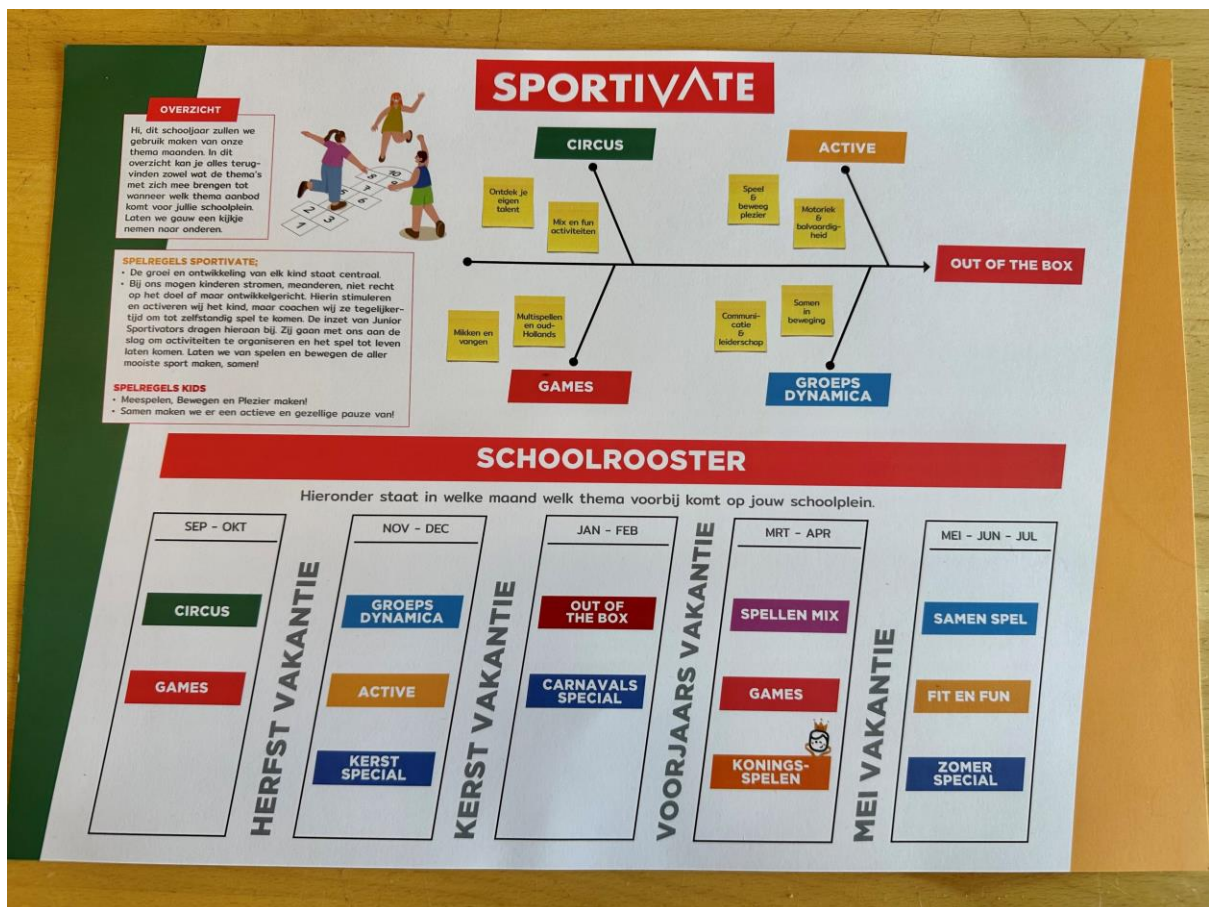 SPORTIVATE
OVERZICHT
Hi, dit schooljaar zullen we
gebruik maken van onze
thema maanden. In dit
overzicht kan je alles terug-
vinden zowel wat de thema's
met zich mee brengen tot
wanneer welk thema aanbod
komt voor jullie schoolplein.
Laten we gauw een kijkje
nemen naar onderen.
1
2
3
5
6
7
8
9
10
SPELREGELS SPORTIVATE;
• De groei en ontwikkeling van elk kind staat centraal.
• Bij ons mogen kinderen stromen, meanderen, niet recht
op het doel af maar ontwikkelgericht. Hierin stimuleren
en activeren wij het kind, maar coachen wij ze tegelijker-
tijd om tot zelfstandig spel te komen. De inzet van Junior
Sportivators dragen hieraan bij. Zij gaan met ons aan de
slag om activiteiten te organiseren en het spel tot leven
laten komen. Laten we van spelen en bewegen de aller
mooiste sport maken, samen!
SPELREGELS KIDS
• Meespelen, Bewegen en Plezier maken!
• Samen maken we er een actieve en gezellige pauze van!
CIRCUS
Ontdek je
eigen
talent
Mix en fun
activiteiten
ACTIVE
Speel
&
beweeg
plezier
Motoriek
&
balvaardig-
heid
OUT OF THE BOX
Mikken en
vangen
Multispellen
en oud-
Hollands
GAMES
Communi-
catie
&
leiderschap
Samen
in
beweging
GROEPS
DYNAMICA
SCHOOLROOSTER
Hieronder staat in welke maand welk thema voorbij komt op jouw schoolplein.
SEP - OKT
CIRCUS
GAMES
HERFST VAKANTIE
NOV - DEC
GROEPS
DYNAMICA
ACTIVE
KERST
SPECIAL
KERST VAKANTIE
JAN - FEB
OUT OF
THE BOX
CARNAVALS
SPECIAL
VOORJAARS VAKANTIE
MRT - APR
SPELLEN MIX
GAMES
KONINGS-
SPELEN
MEI VAKANTIE
MEI - JUN - JUL
SAMEN SPEL
FIT EN FUN
ZOMER
SPECIAL